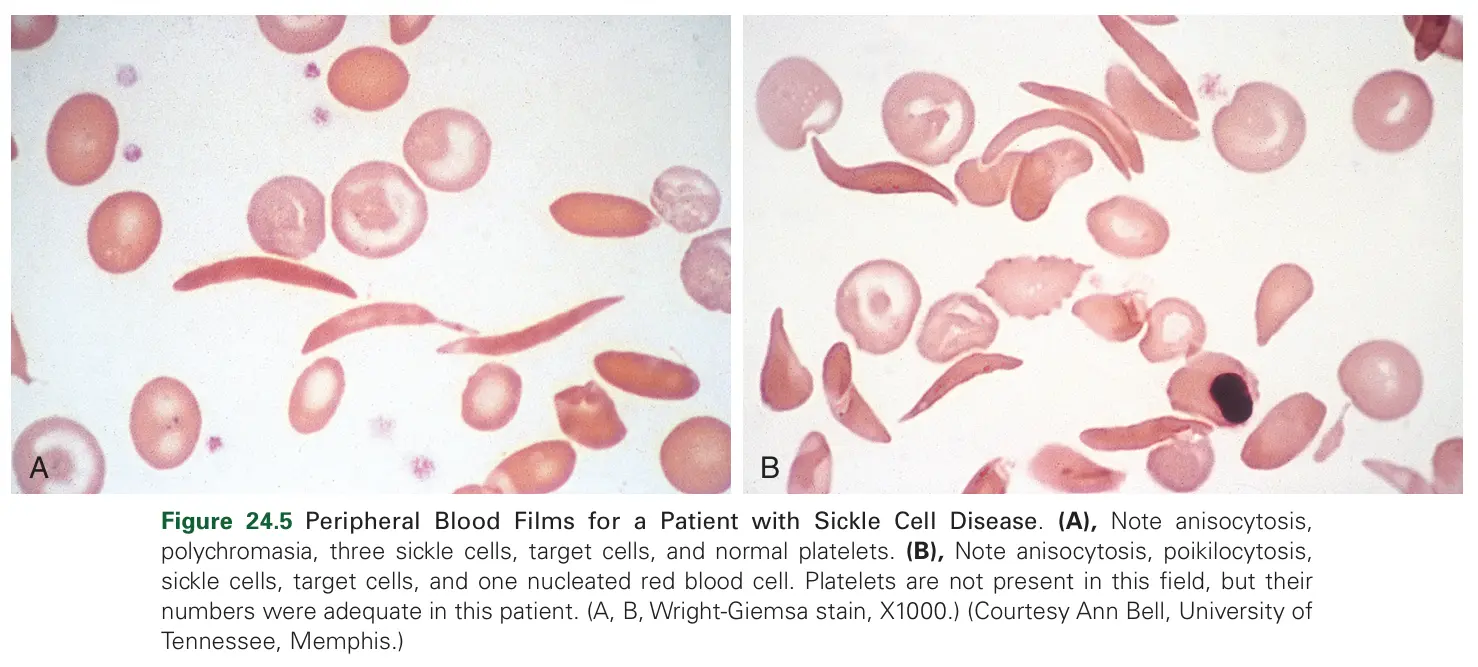 A
B
Figure 24.5 Peripheral Blood Films for a Patient with Sickle Cell Disease. (A), Note anisocytosis,
polychromasia, three sickle cells, target cells, and normal platelets. (B), Note anisocytosis, poikilocytosis,
sickle cells, target cells, and one nucleated red blood cell. Platelets are not present in this field, but their
numbers were adequate in this patient. (A, B, Wright-Giemsa stain, X1000.) (Courtesy Ann Bell, University of
Tennessee, Memphis.)